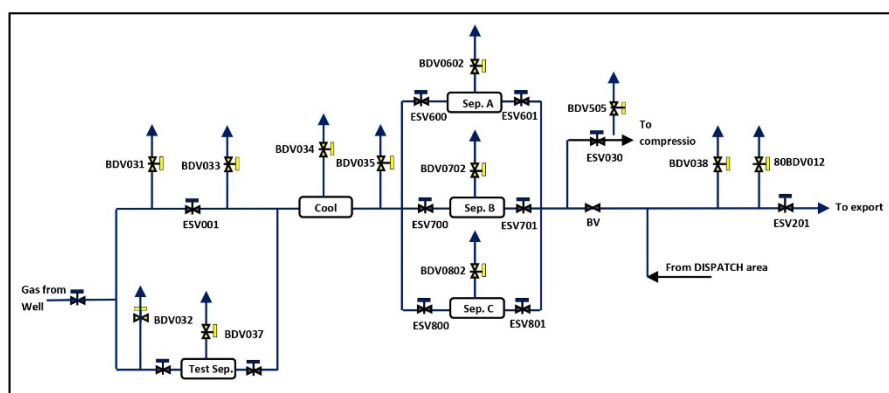 BDV0602
Sep. A
ESV600
ESV601
BDV505
To
compressio
ESV030
BDV031
BDV033
BDV034
BDV035
BDV0702
BDV038
80BDV012
ESV001
Cool
ESV700
Sep. B
ESV701
BV
ESV201
To export
BDV0802
From DISPATCH area
Gas from
Well
BDV032
BDV037
Sep. C
ESV800
ESV801
Test Sep.